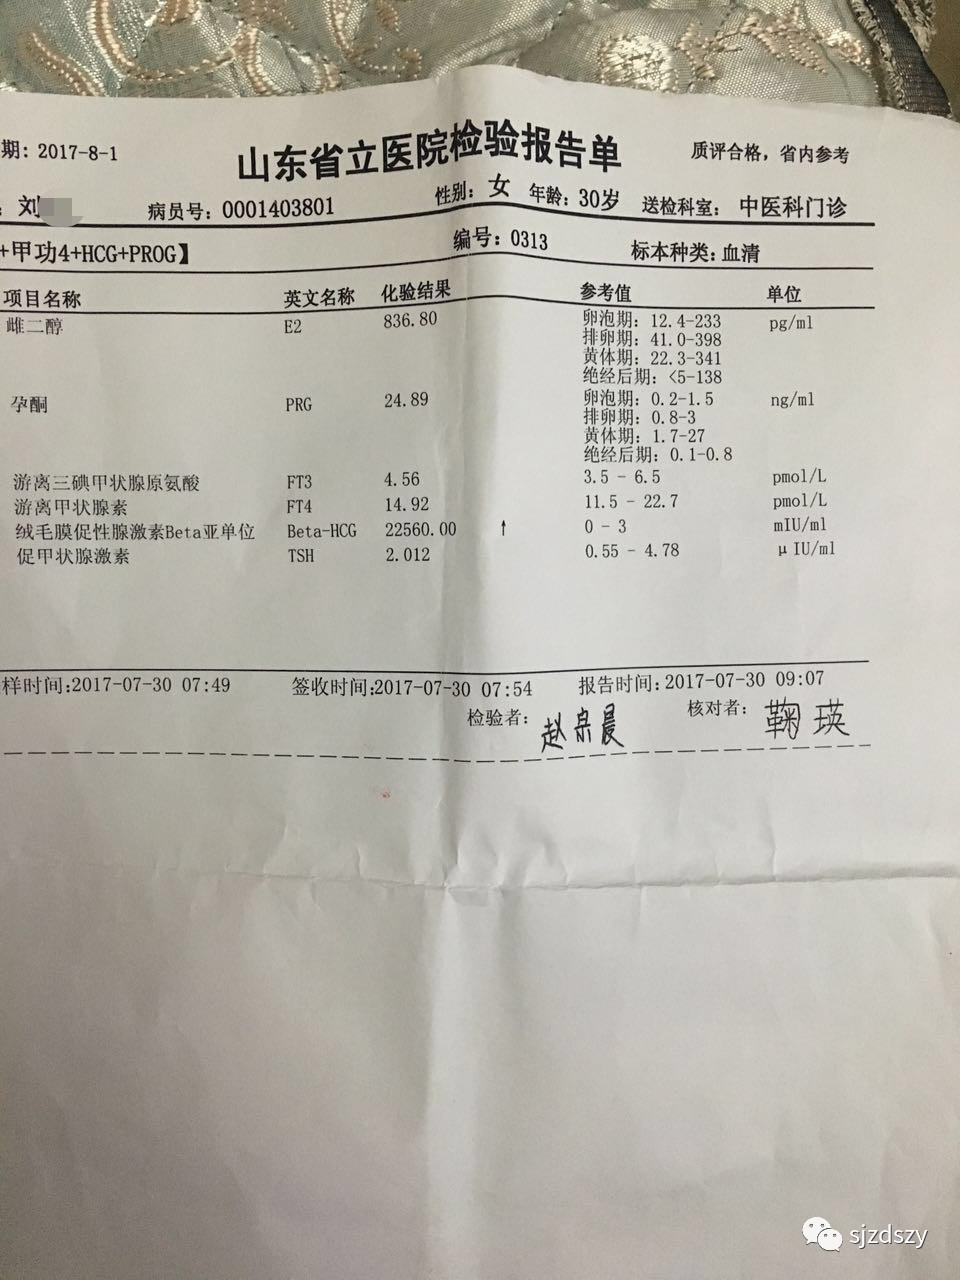 期: 2017-8-1 山东省立医院检验报告单 质评合格，省内参考
: 刘 病员号: 0001403801 性别: 女 年龄: 30岁 送检科室: 中医科门诊
+甲功4+HCG+PROG】 编号: 0313 标本种类: 血清
项目名称 英文名称 化验结果 参考值 单位
雌二醇 E2 836.80 卵泡期: 12.4-233 pg/ml
排卵期: 41.0-398
黄体期: 22.3-341
绝经后期: <5-138
孕酮 PRG 24.89 卵泡期: 0.2-1.5 ng/ml
排卵期: 0.8-3
黄体期: 1.7-27
绝经后期: 0.1-0.8
游离三碘甲状腺原氨酸 FT3 4.56 3.5 - 6.5 pmol/L
游离甲状腺素 FT4 14.92 11.5 - 22.7 pmol/L
绒毛膜促性腺激素Beta亚单位 Beta-HCG 22560.00 ↑ 0 - 3 mIU/ml
促甲状腺激素 TSH 2.012 0.55 - 4.78 μIU/ml
样时间:2017-07-30 07:49 签收时间:2017-07-30 07:54 报告时间:2017-07-30 09:07
检验者: 赵宗晨 核对者: 鞠瑛
sjzdszy